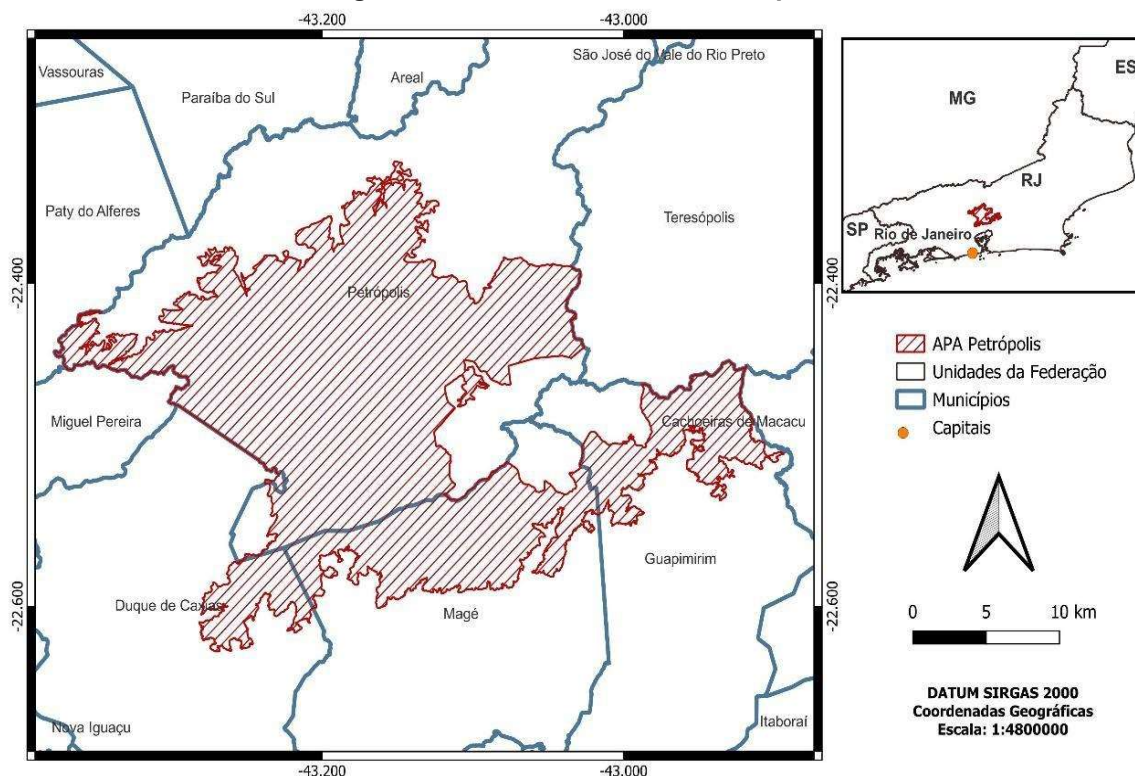 -43.200
-43.000
São José do Vale do Rio Preto
Vassouras
Areal
Paraíba do Sul
Paty do Alferes
Teresópolis
-22.400
-22.400
Petrópolis
Miguel Pereira
Cachoeiras de Macacu
Guapimirim
Duque de Caxias
Magé
-22.600
-22.600
Nova Iguaçu
Itaboraí
-43.200
-43.000
ES
MG
RJ
SP
Rio de Janeiro
APA Petrópolis
Unidades da Federação
Municípios
Capitais
0 5 10 km
DATUM SIRGAS 2000
Coordenadas Geográficas
Escala: 1:4800000